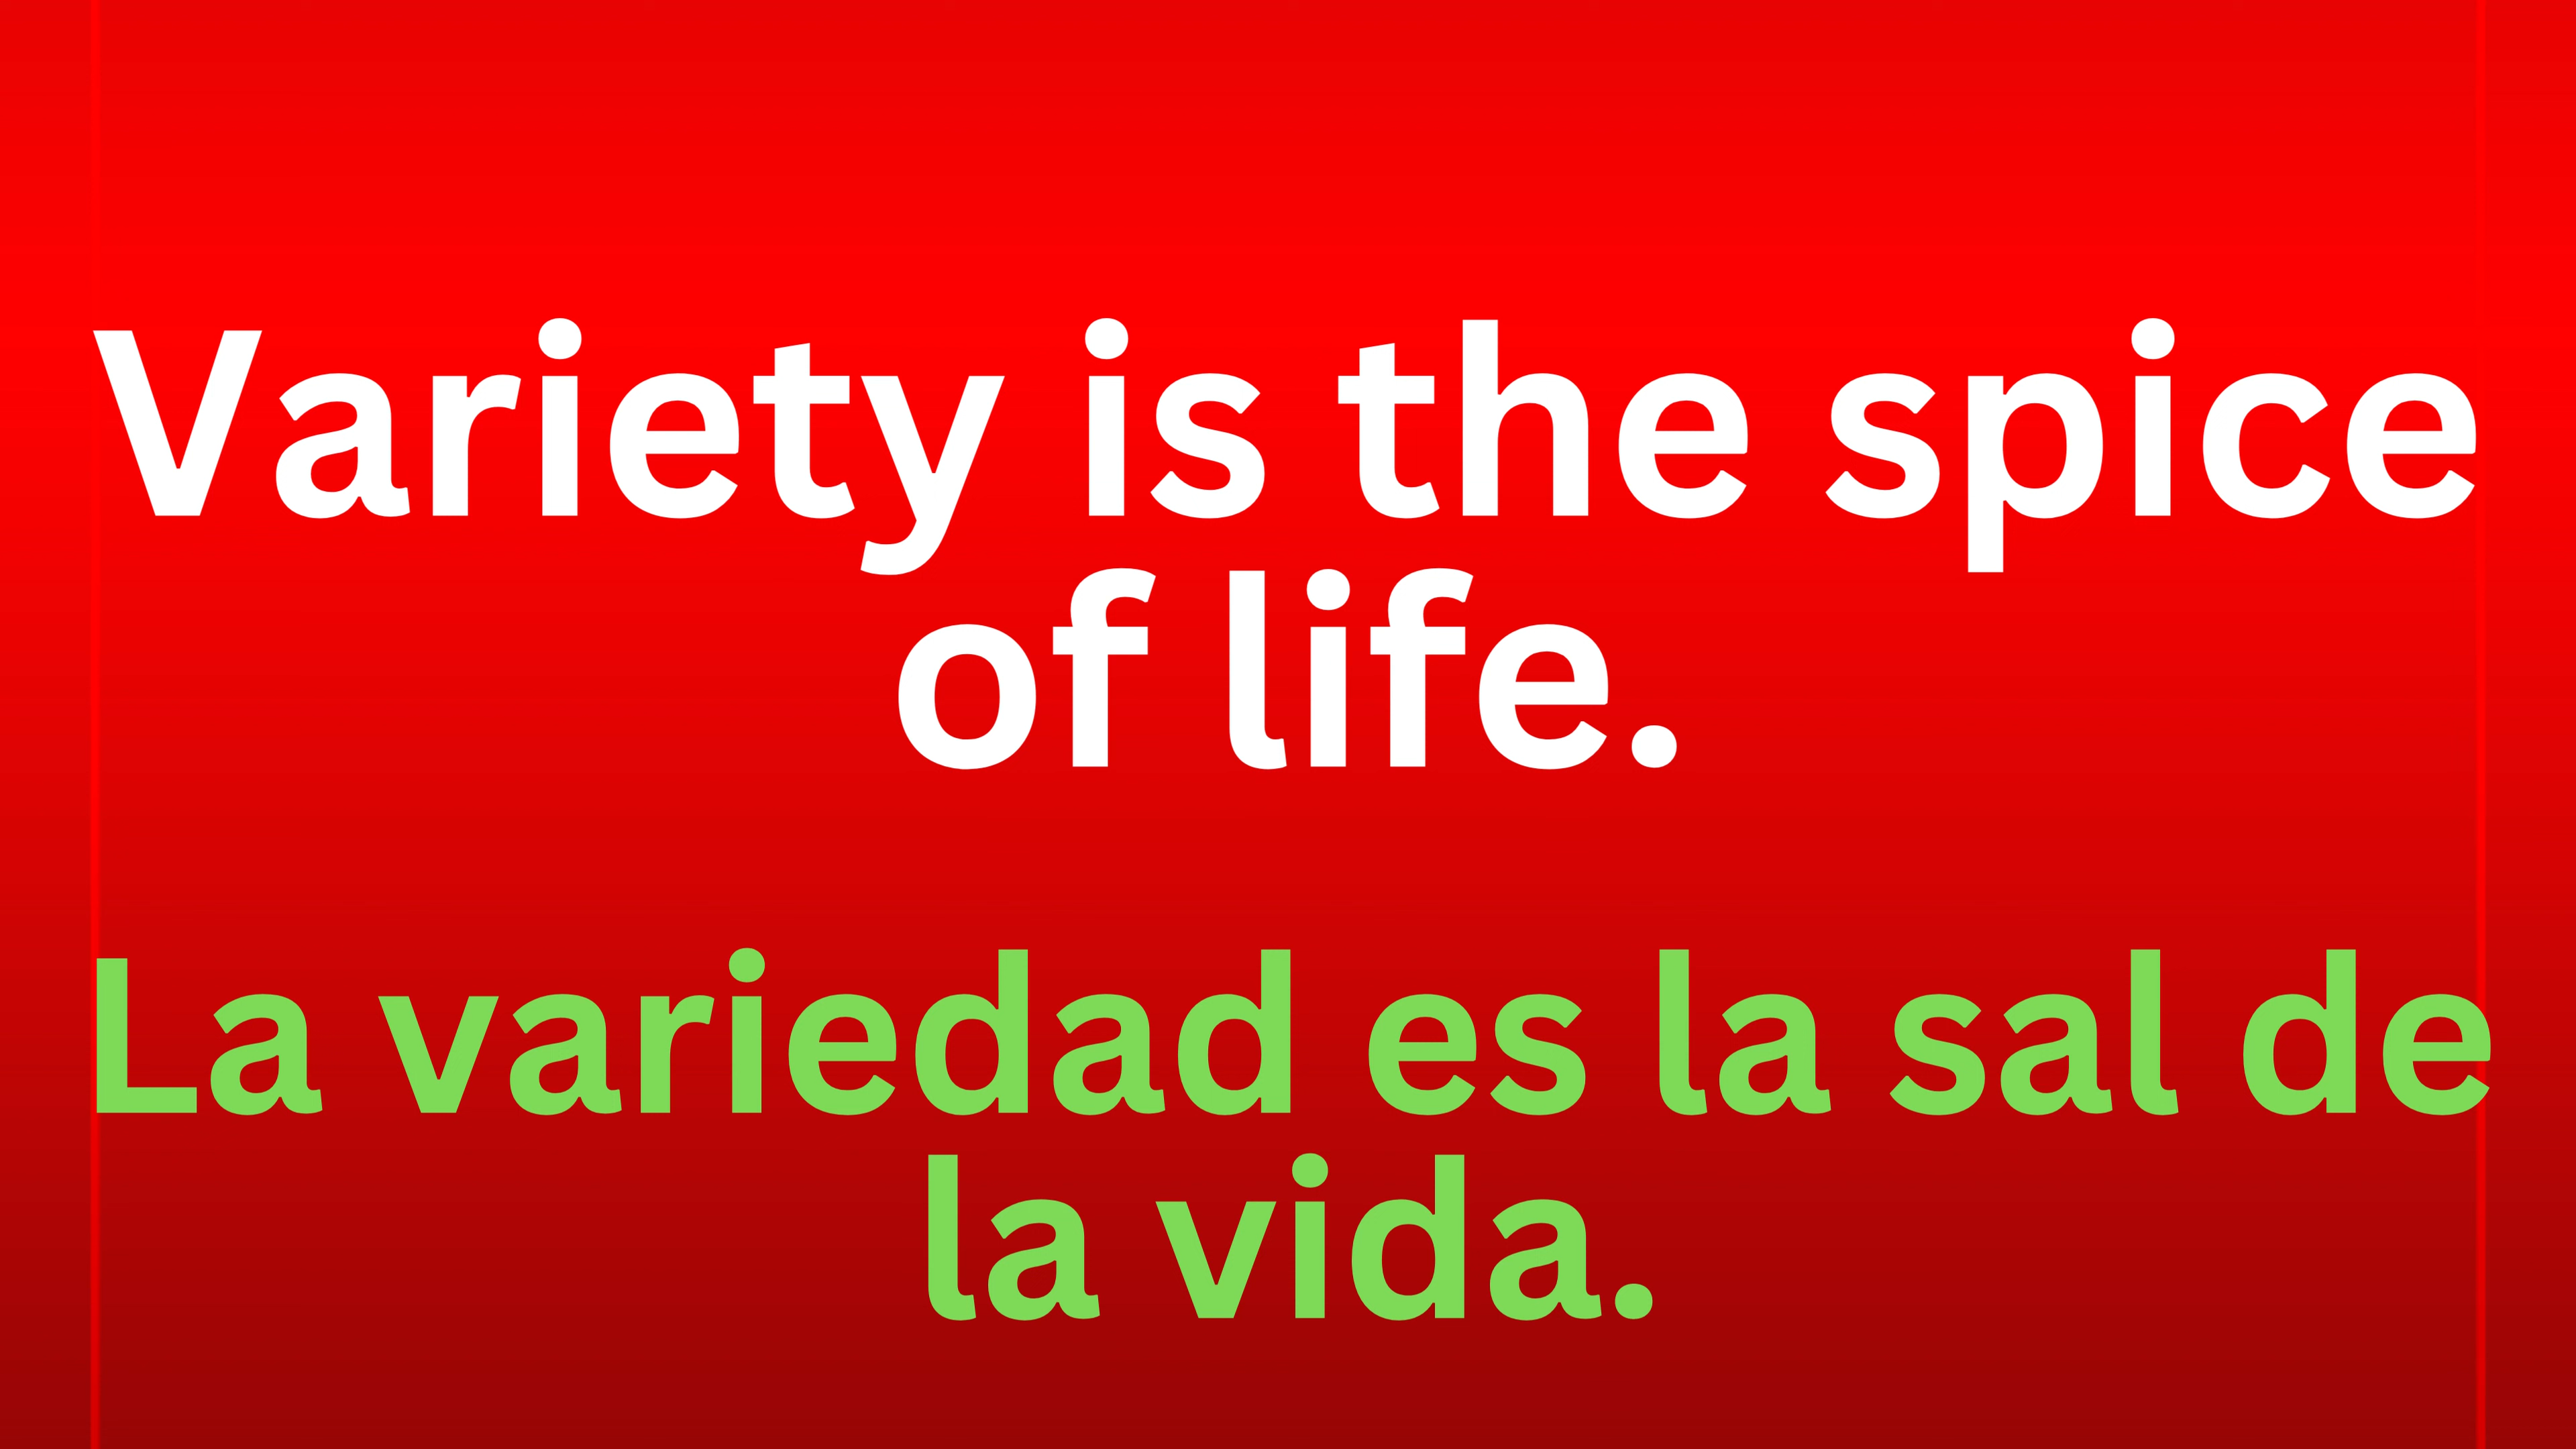 Variety is the spice
of life.
La variedad es la sal de
la vida.